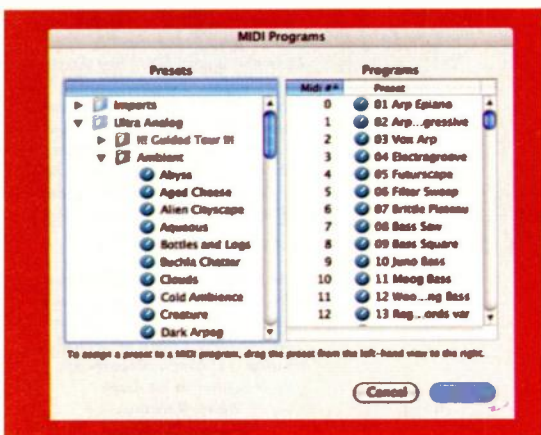 MIDI Programs
Presets
Imports
Ultra Analog
!!! Guided Tour !!!
Ambient
Abyss
Aged Cheese
Alien Cityscape
Aqueous
Bottles and Logs
Buchla Chatter
Clouds
Cold Ambience
Creature
Dark Arpeg
Programs
Midi # Preset
0 01 Arp Epiano
1 02 Arp...gressive
2 03 Vox Arp
3 04 Electragroove
4 05 Futurscape
5 06 Filter Sweep
6 07 Brittle Plateau
7 08 Bass Saw
8 09 Bass Square
9 10 Juno Bass
10 11 Moog Bass
11 12 Woo...ng Bass
12 13 Rag...ords var
To assign a preset to a MIDI program, drag the preset from the left-hand view to the right.
Cancel